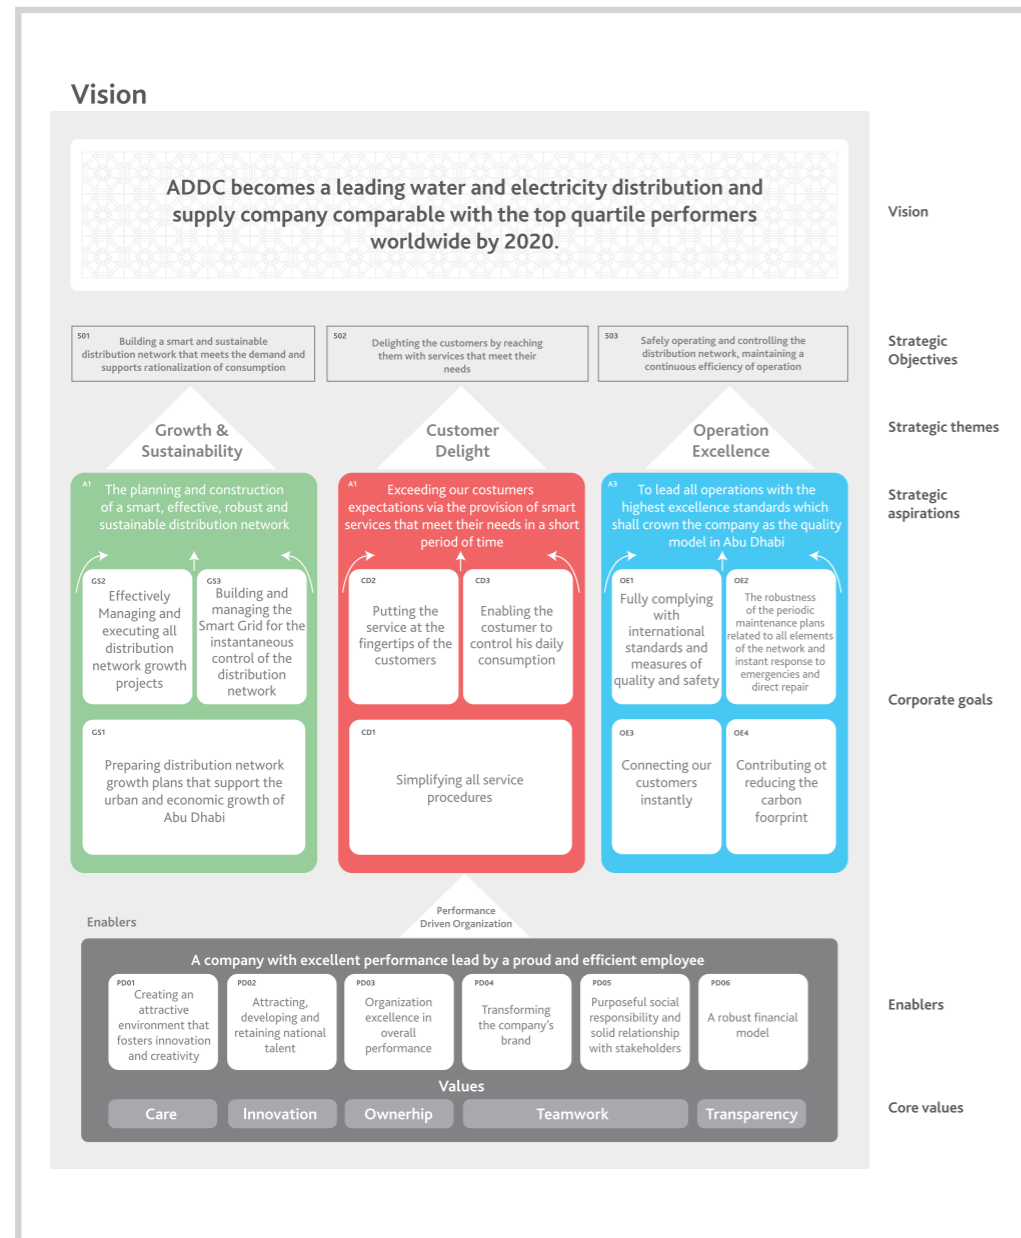 Vision
ADDC becomes a leading water and electricity distribution and
supply company comparable with the top quartile performers
worldwide by 2020.
Vision
S01
Building a smart and sustainable
distribution network that meets the demand and
supports rationalization of consumption
S02
Delighting the customers by reaching
them with services that meet their
needs
S03
Safely operating and controlling the
distribution network, maintaining a
continuous efficiency of operation
Strategic
Objectives
Growth &
Sustainability
Customer
Delight
Operation
Excellence
Strategic themes
A1
The planning and construction
of a smart, effective, robust and
sustainable distribution network
A1
Exceeding our costumers
expectations via the provision of smart
services that meet their needs in a short
period of time
A3
To lead all operations with the
highest excellence standards which
shall crown the company as the quality
model in Abu Dhabi
Strategic
aspirations
GS2
Effectively
Managing and
executing all
distribution
network growth
projects
GS3
Building and
managing the
Smart Grid for the
instantaneous
control of the
distribution
network
CD2
Putting the
service at the
fingertips of the
customers
CD3
Enabling the
costumer to
control his daily
consumption
OE1
Fully complying
with
international
standards and
measures of
quality and safety
OE2
The robustness
of the periodic
maintenance plans
related to all elements
of the network and
instant response to
emergencies and
direct repair
Corporate goals
GS1
Preparing distribution network
growth plans that support the
urban and economic growth of
Abu Dhabi
CD1
Simplifying all service
procedures
OE3
Connecting our
customers
instantly
OE4
Contributing ot
reducing the
carbon
foorprint
Enablers
Performance
Driven Organization
A company with excellent performance lead by a proud and efficient employee
PD01
Creating an
attractive
environment that
fosters innovation
and creativity
PD02
Attracting,
developing and
retaining national
talent
PD03
Organization
excellence in
overall
performance
PD04
Transforming
the company's
brand
PD05
Purposeful social
responsibility and
solid relationship
with stakeholders
PD06
A robust financial
model
Enablers
Values
Care
Innovation
Ownerhip
Teamwork
Transparency
Core values